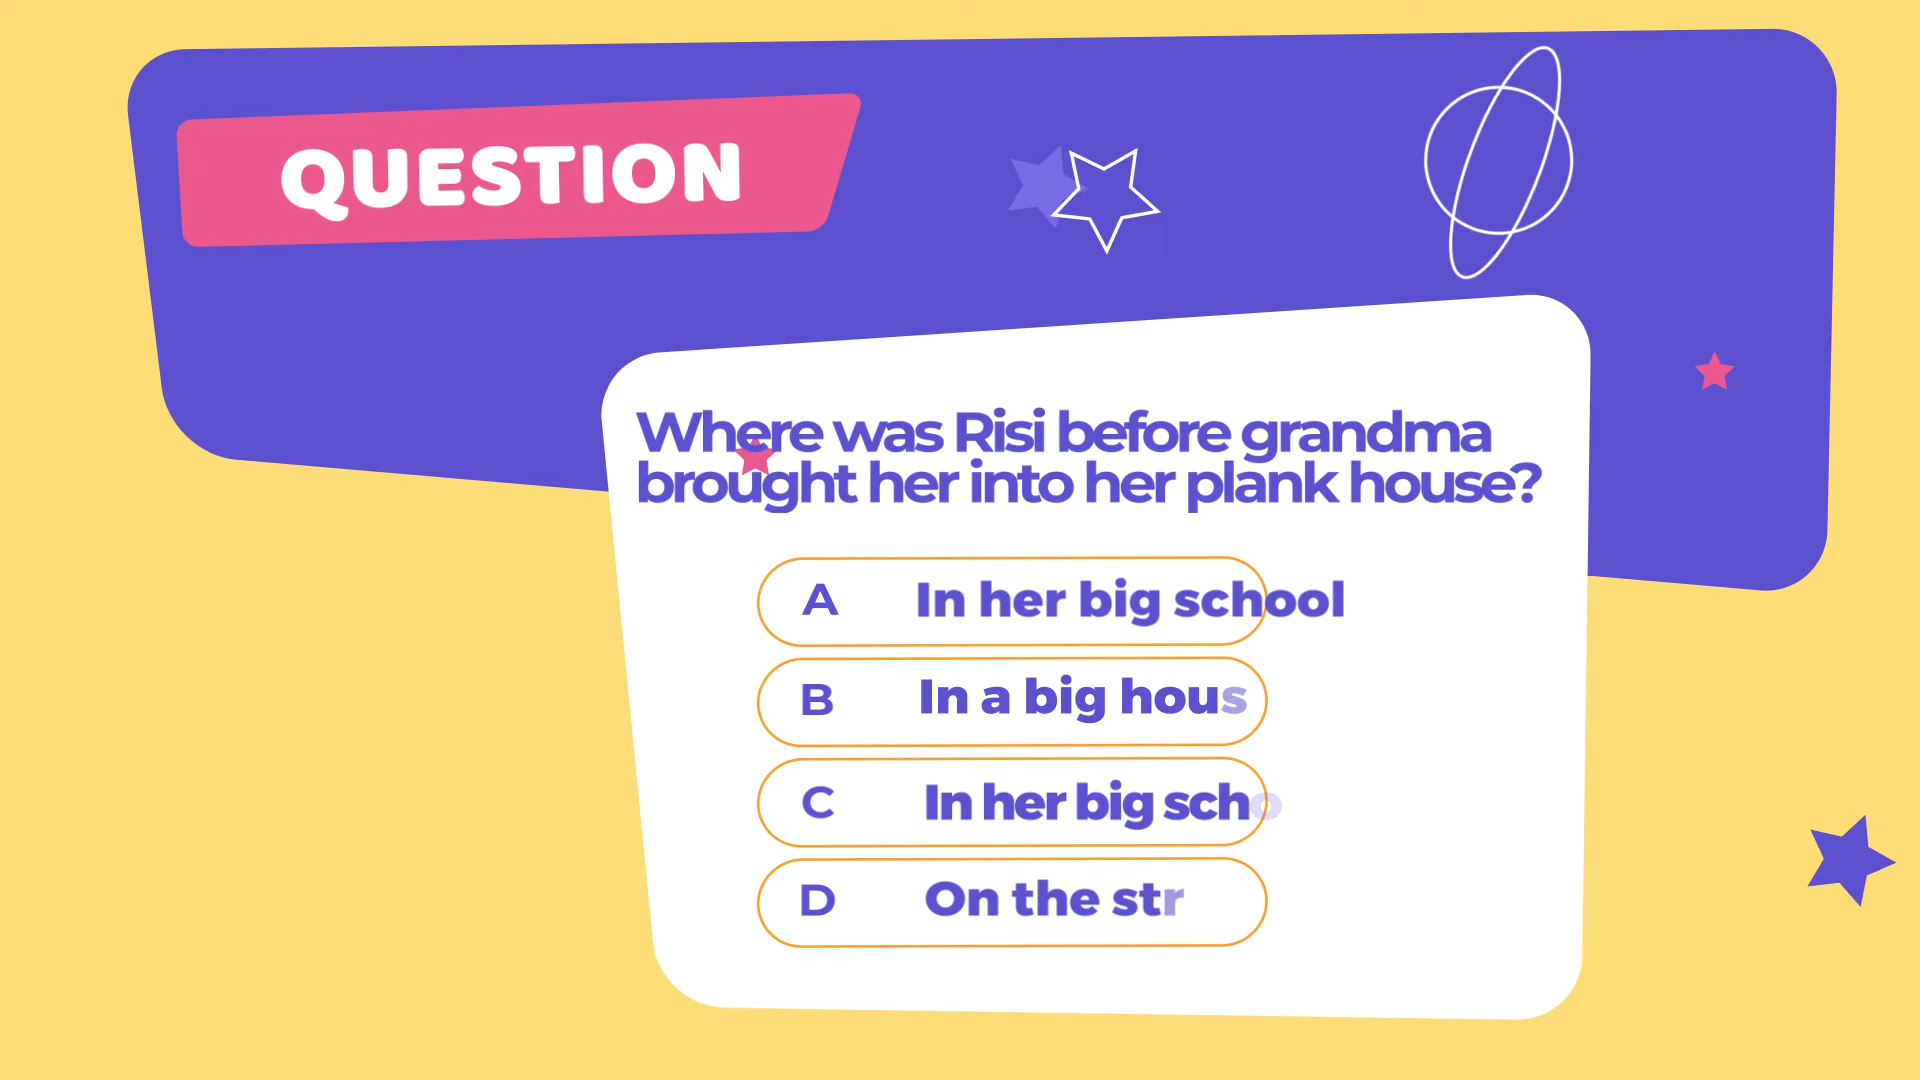 QUESTION
Where was Risi before grandma
brought her into her plank house?
A In her big school
B In a big hous
C In her big scho
D On the str